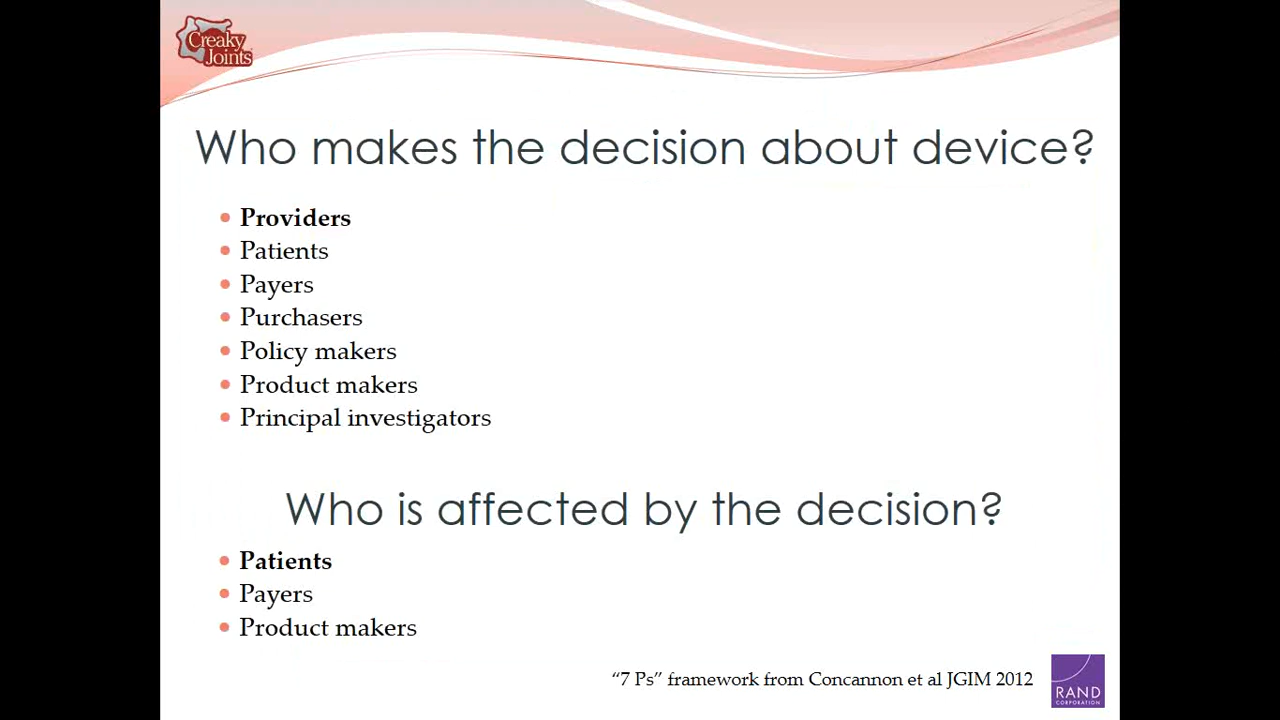 Creaky
Joints
Who makes the decision about device?
Providers
Patients
Payers
Purchasers
Policy makers
Product makers
Principal investigators
Who is affected by the decision?
Patients
Payers
Product makers
“7 Ps” framework from Concannon et al JGIM 2012
RAND
CORPORATION